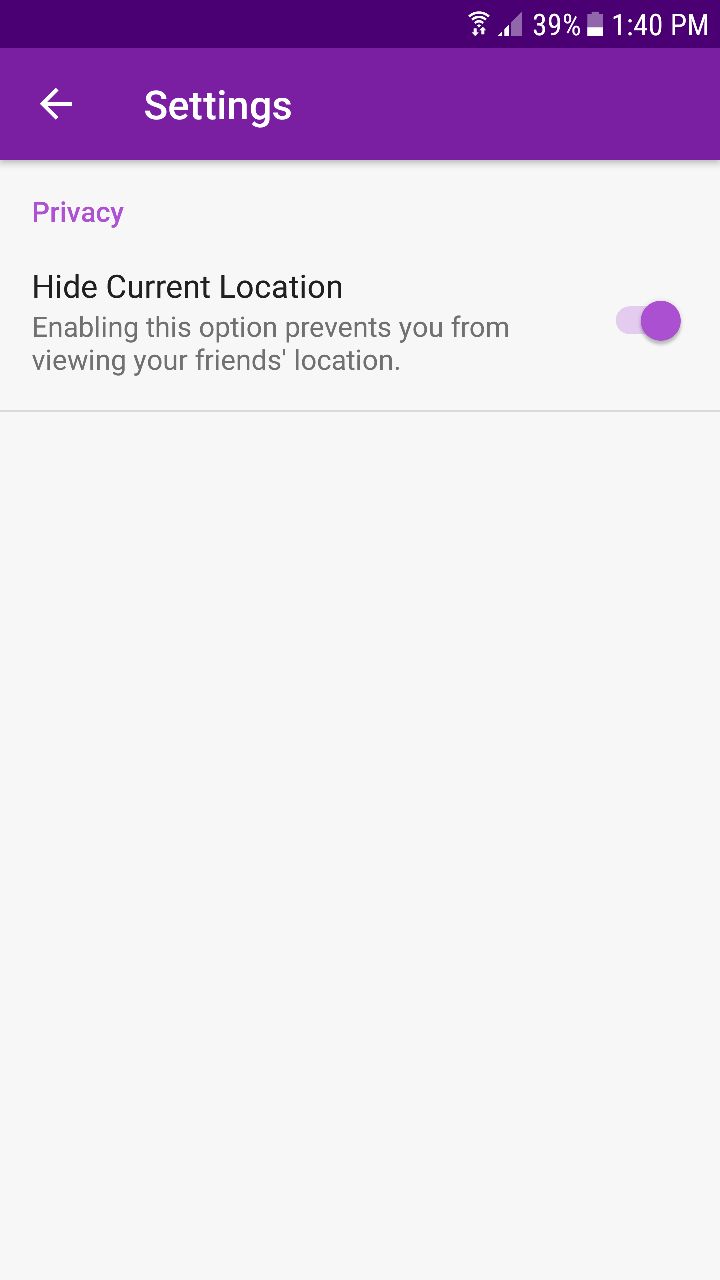 39% 1:40 PM
Settings
Privacy
Hide Current Location
Enabling this option prevents you from
viewing your friends' location.